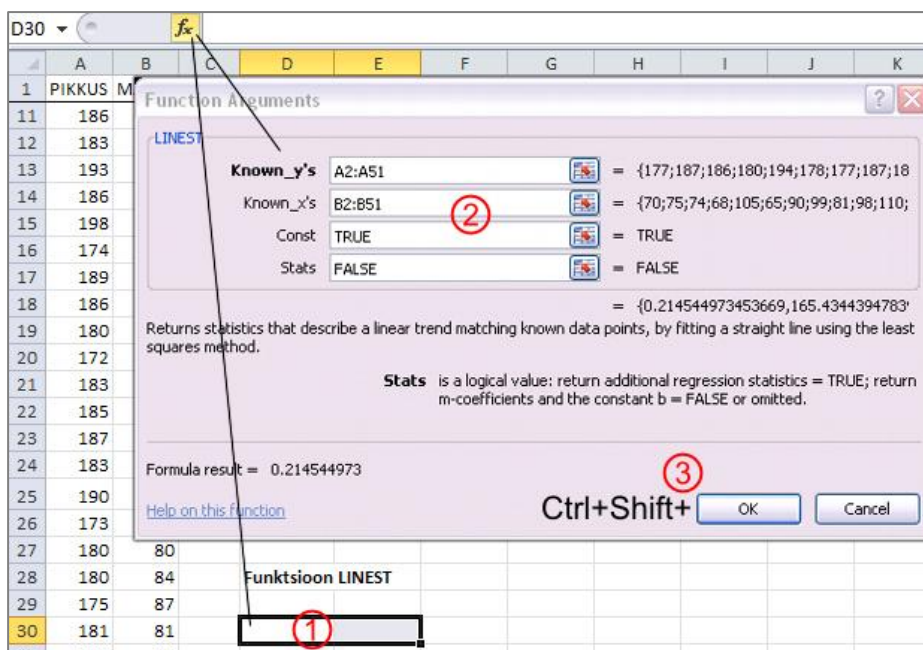 D30 fx
A B C D E F G H I J K
1 PIKKUS M
Function Arguments ?
11 186
LINEST
12 183
13 193 Known_y's A2:A51 = {177;187;186;180;194;178;177;187;18
14 186 Known_x's B2:B51 = {70;75;74;68;105;65;90;99;81;98;110;
②
15 198 Const TRUE = TRUE
16 174 Stats FALSE = FALSE
17 189
18 186 = {0.214544973453669,165.4344394783
19 180 Returns statistics that describe a linear trend matching known data points, by fitting a straight line using the least
20 172 squares method.
21 183 Stats is a logical value: return additional regression statistics = TRUE; return
22 185 m-coefficients and the constant b = FALSE or omitted.
23 187
24 183 Formula result = 0.214544973 ③
25 190 Help on this function Ctrl+Shift+ OK Cancel
26 173
27 180 80
28 180 84 Funktsioon LINEST
29 175 87
30 181 81 ①